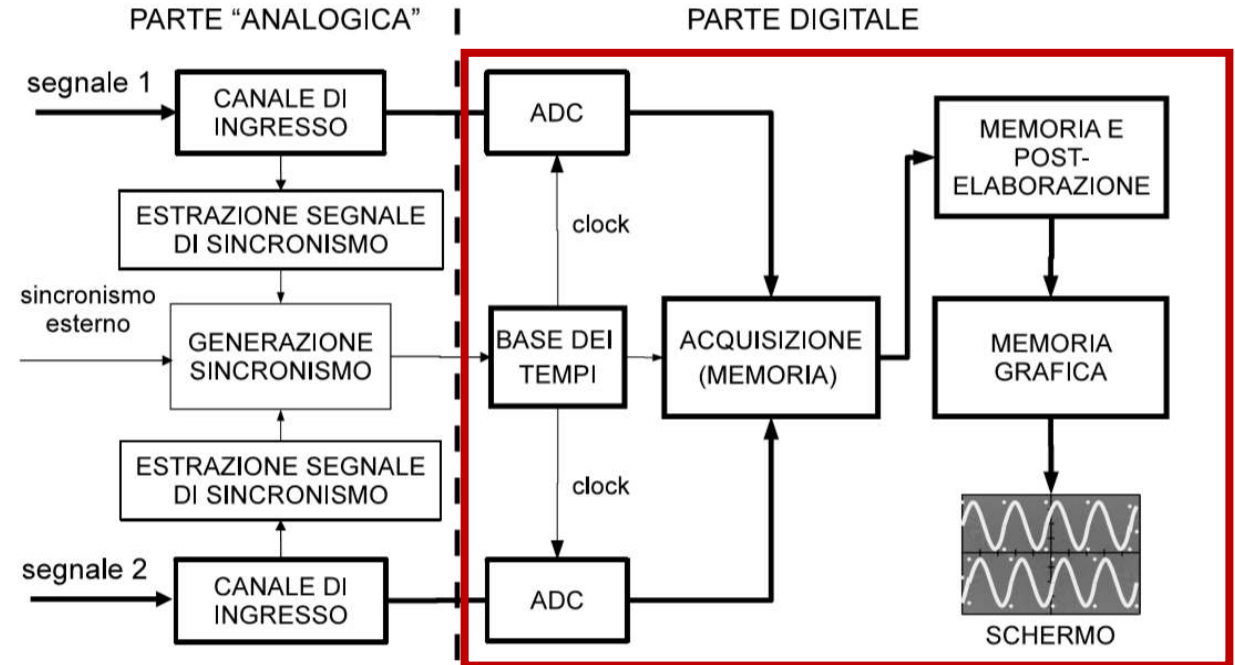 PARTE “ANALOGICA”
PARTE DIGITALE
segnale 1
CANALE DI
INGRESSO
ADC
MEMORIA E
POST-
ELABORAZIONE
ESTRAZIONE SEGNALE
DI SINCRONISMO
clock
sincronismo
esterno
GENERAZIONE
SINCRONISMO
BASE DEI
TEMPI
ACQUISIZIONE
(MEMORIA)
MEMORIA
GRAFICA
ESTRAZIONE SEGNALE
DI SINCRONISMO
clock
segnale 2
CANALE DI
INGRESSO
ADC
SCHERMO